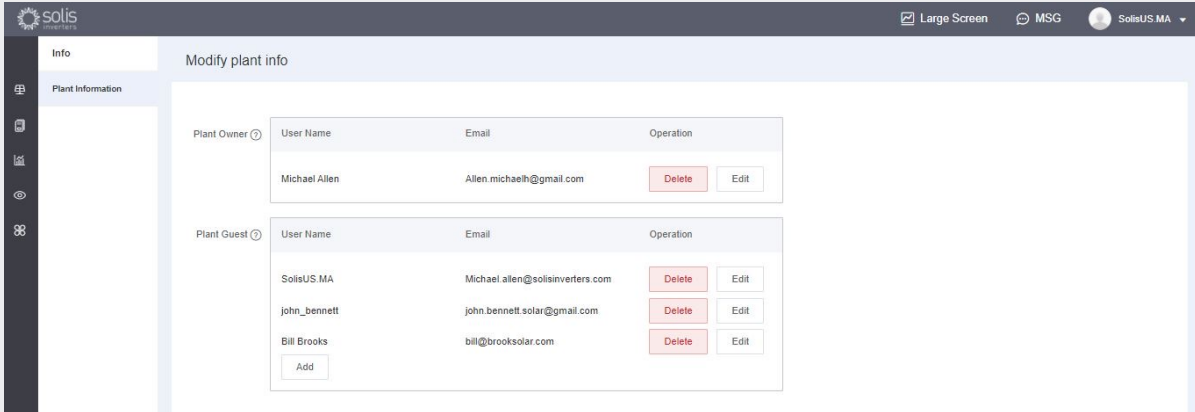 solis
inverters
Large Screen
MSG
SolisUS.MA
Info
Plant Information
Modify plant info
Plant Owner ?
User Name Email Operation
Michael Allen Allen.michaelh@gmail.com Delete Edit
Plant Guest ?
User Name Email Operation
SolisUS.MA Michael.allen@solisinverters.com Delete Edit
john_bennett john.bennett.solar@gmail.com Delete Edit
Bill Brooks bill@brooksolar.com Delete Edit
Add